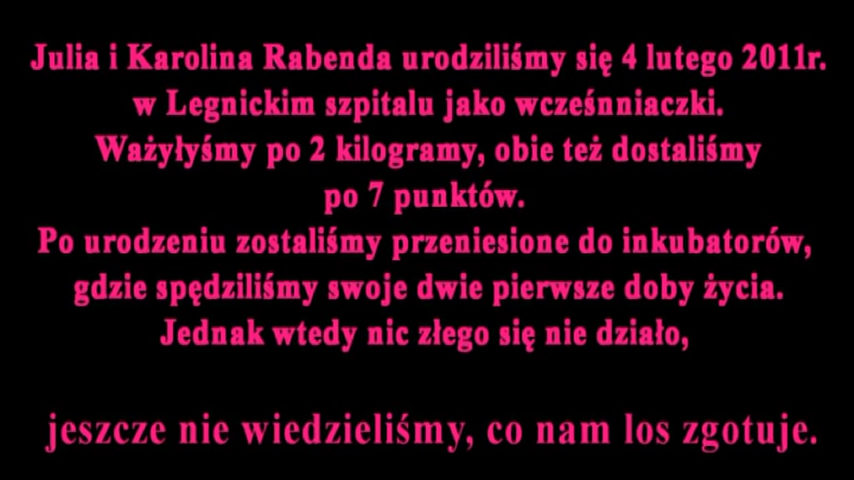 Julia i Karolina Rabenda urodziliśmy się 4 lutego 2011r.
w Legnickim szpitalu jako wcześnniaczki.
Ważyłyśmy po 2 kilogramy, obie też dostaliśmy
po 7 punktów.
Po urodzeniu zostaliśmy przeniesione do inkubatorów,
gdzie spędziliśmy swoje dwie pierwsze doby życia.
Jednak wtedy nic złego się nie działo,
jeszcze nie wiedzieliśmy, co nam los zgotuje.